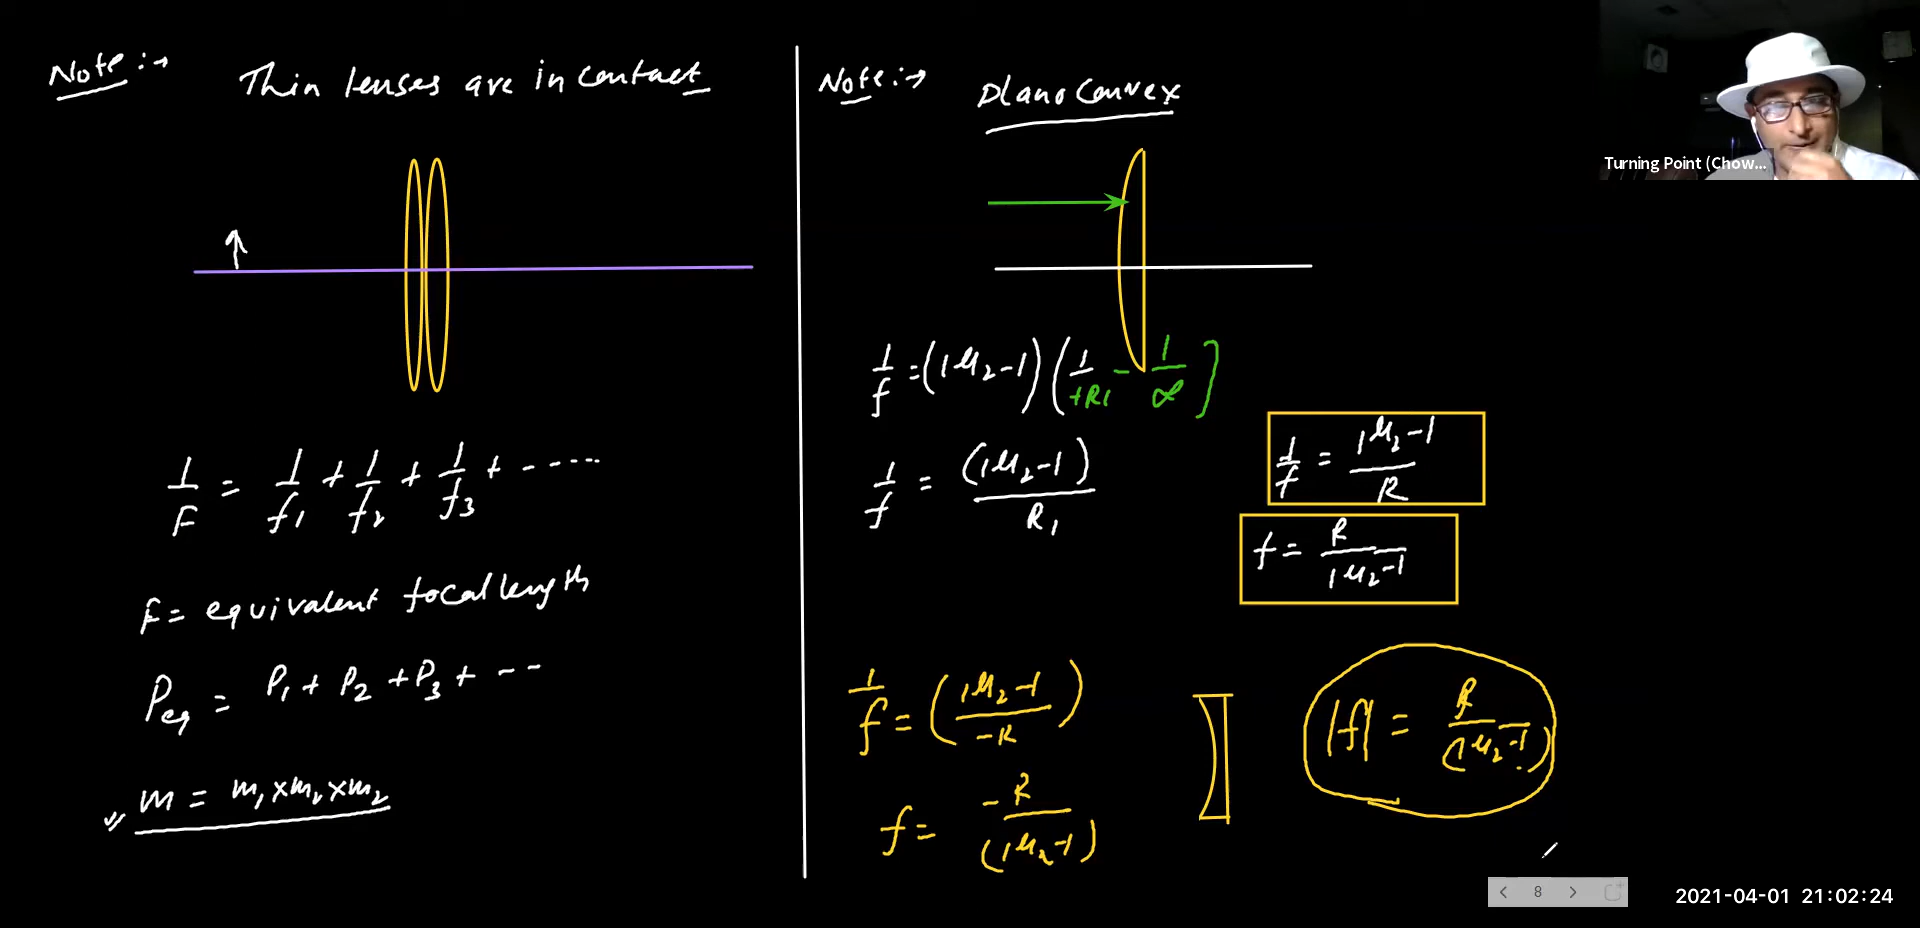 Note :→
Thin lenses are in contact
1/F = 1/f₁ + 1/f₂ + 1/f₃ + -----
F = equivalent focal length
Peq = P₁ + P₂ + P₃ + ---
m = m₁ × m₂ × m₂
Note :→
Plano Convex
1/f = (₁μ₂ - 1) (1/+R₁ - 1/∞)
1/f = (₁μ₂ - 1)/R₁
1/f = ₁μ₂ - 1/R
f = R/₁μ₂ - 1
1/f = (₁μ₂ - 1/-R)
f = -R/(₁μ₂ - 1)
|f| = R/(₁μ₂ - 1)
Turning Point (Chow...
8
2021-04-01 21:02:24